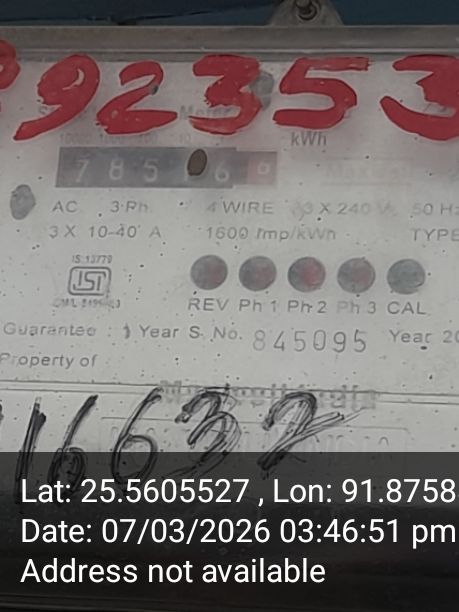 92353
kWh
785 6 6
AC 3 Ph 4 WIRE 3 X 240 V 50 Hz
3 X 10-40 A 1600 Imp/kWh TYPE
IS:13779
ISI
REV Ph 1 Ph 2 Ph 3 CAL
Guarantee : 1 Year S. No. 845095 Year 20
Property of
16632
Lat: 25.5605527 , Lon: 91.8758
Date: 07/03/2026 03:46:51 pm
Address not available